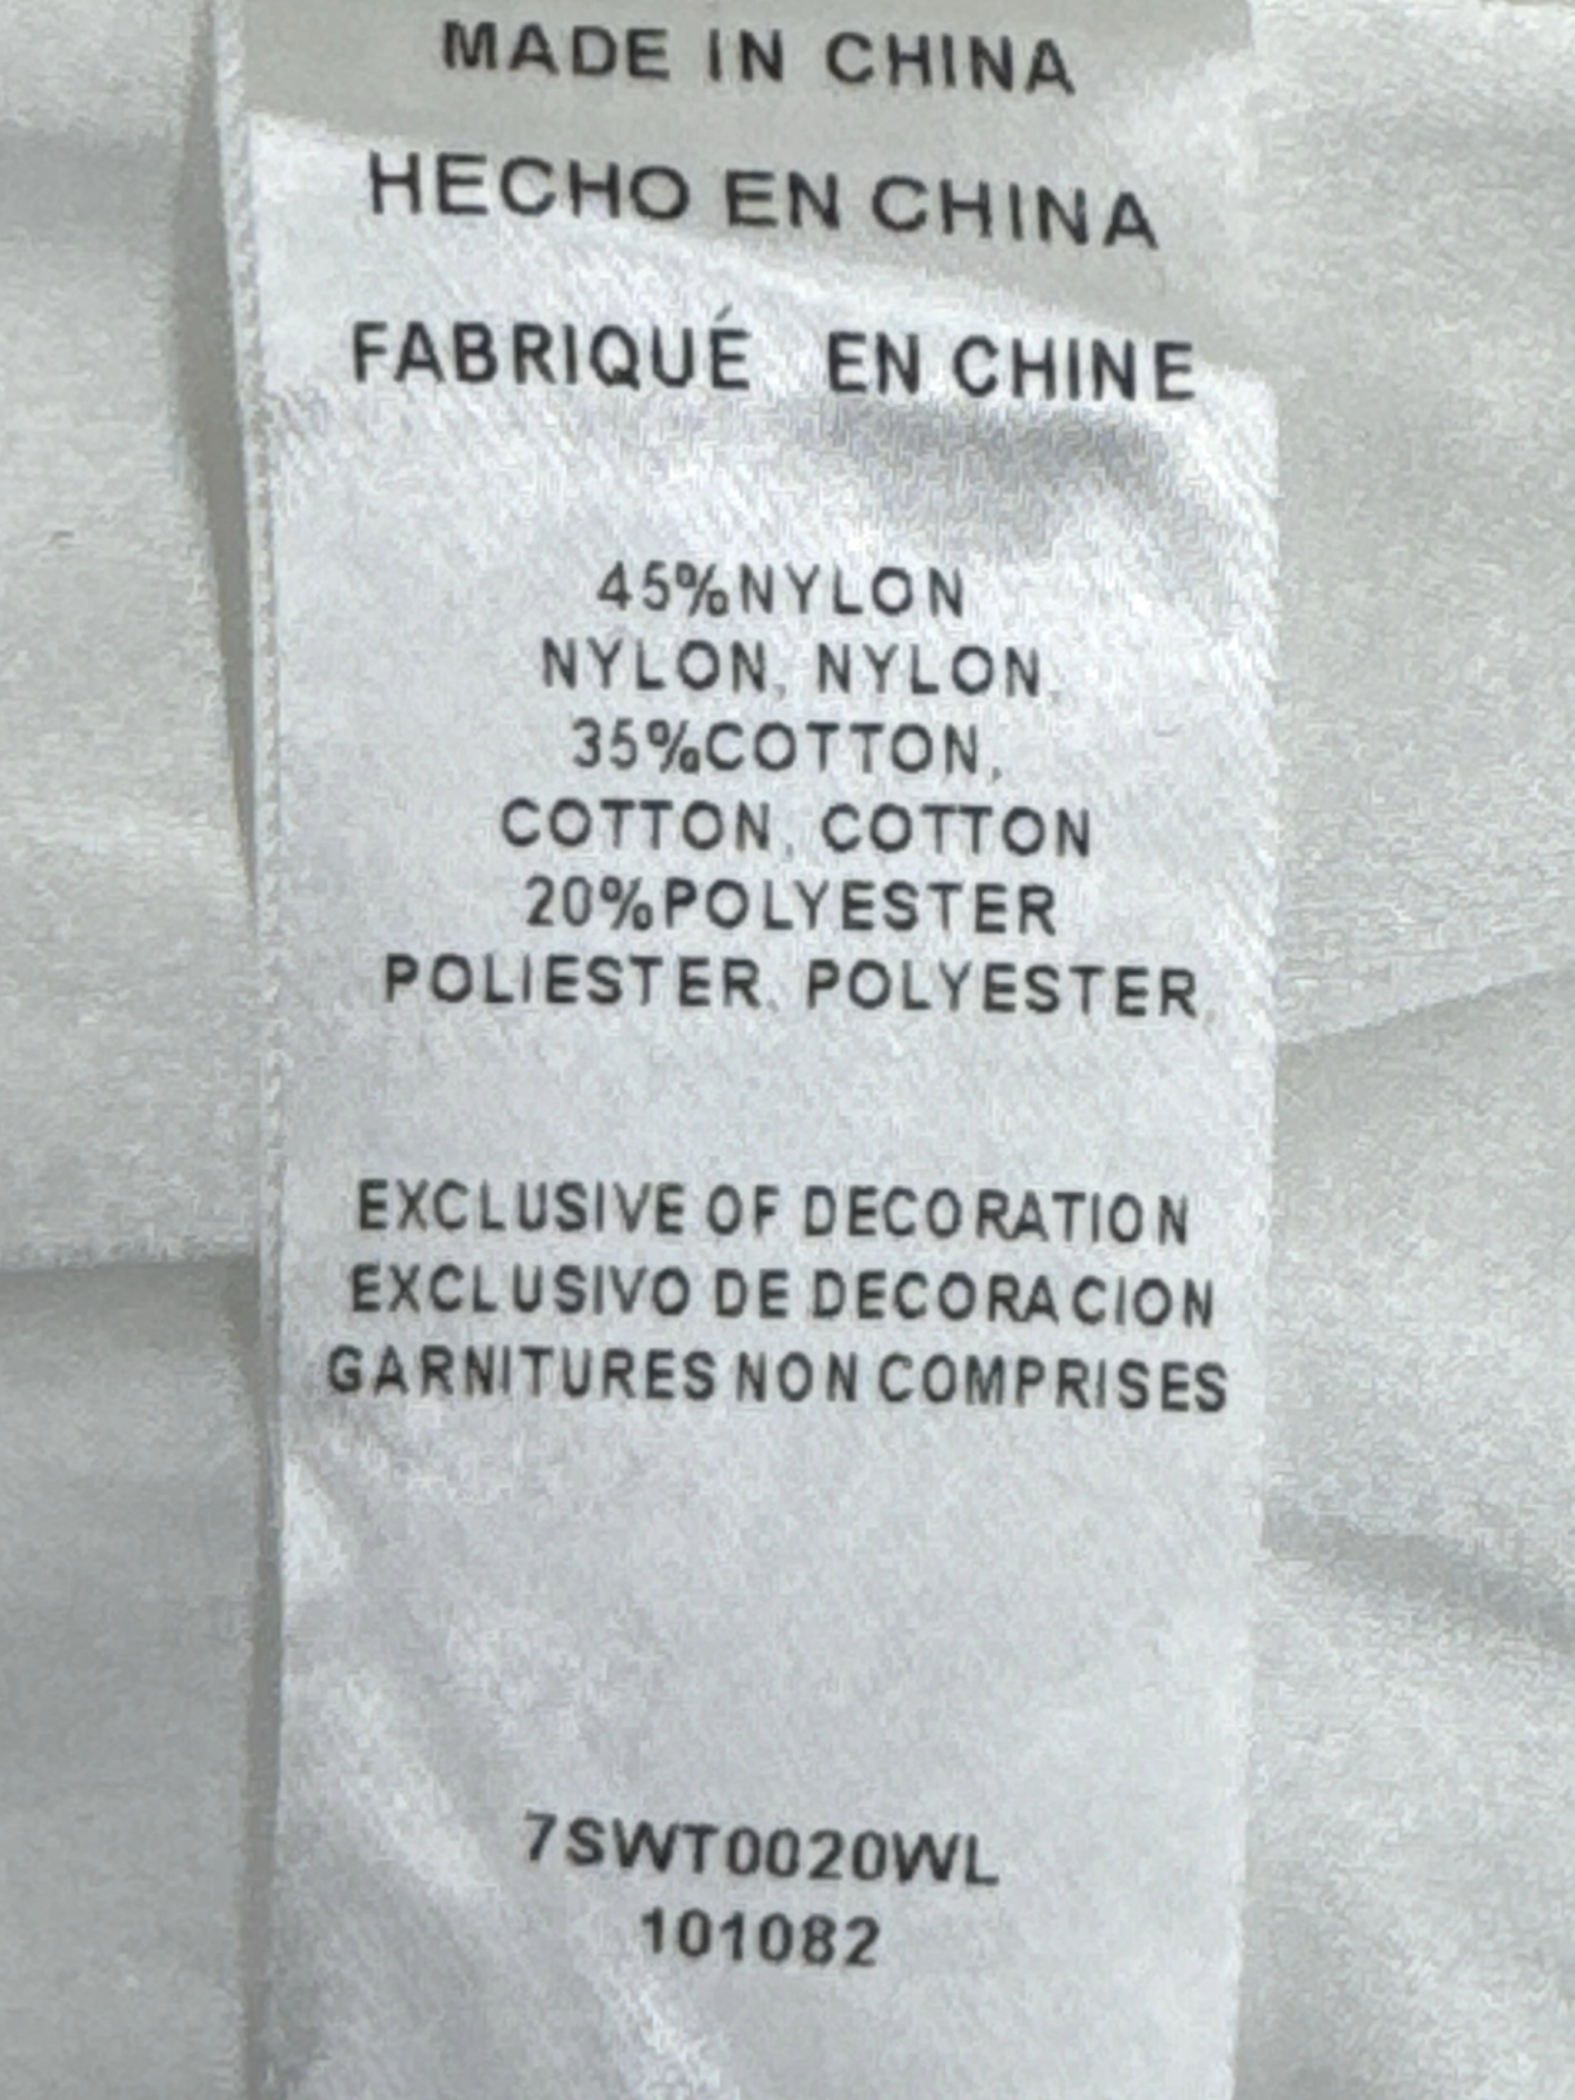 MADE IN CHINA
HECHO EN CHINA
FABRIQUÉ EN CHINE
45%NYLON
NYLON, NYLON,
35%COTTON,
COTTON, COTTON
20%POLYESTER
POLIESTER, POLYESTER,
EXCLUSIVE OF DECORATION
EXCLUSIVO DE DECORACION
GARNITURES NON COMPRISES
7SWT0020WL
101082